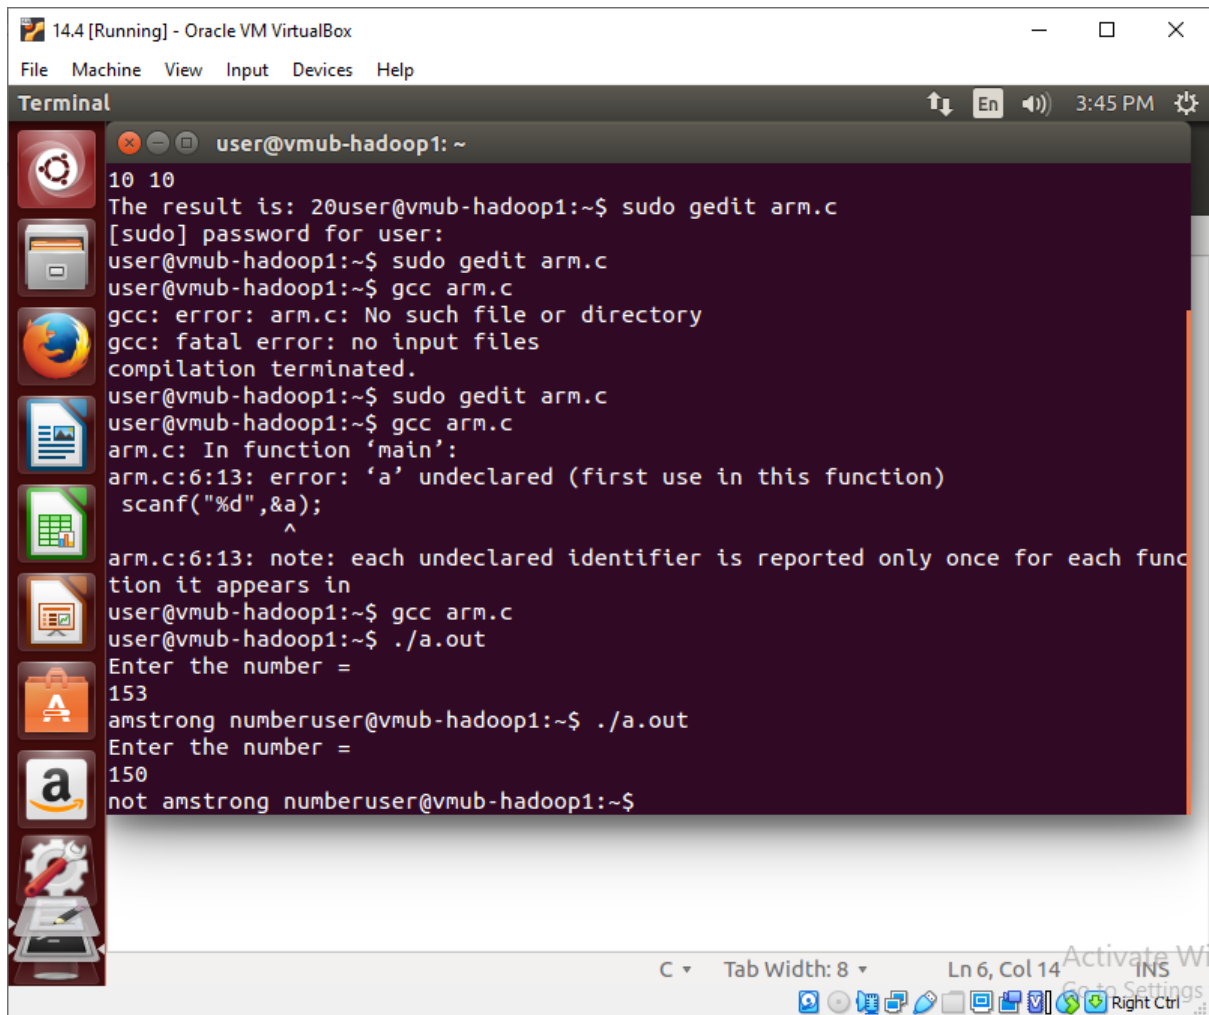 14.4 [Running] - Oracle VM VirtualBox
File Machine View Input Devices Help
Terminal En 3:45 PM
user@vmub-hadoop1: ~
10 10
The result is: 20user@vmub-hadoop1:~$ sudo gedit arm.c
[sudo] password for user:
user@vmub-hadoop1:~$ sudo gedit arm.c
user@vmub-hadoop1:~$ gcc arm.c
gcc: error: arm.c: No such file or directory
gcc: fatal error: no input files
compilation terminated.
user@vmub-hadoop1:~$ sudo gedit arm.c
user@vmub-hadoop1:~$ gcc arm.c
arm.c: In function ‘main’:
arm.c:6:13: error: ‘a’ undeclared (first use in this function)
 scanf("%d",&a);
             ^
arm.c:6:13: note: each undeclared identifier is reported only once for each func
tion it appears in
user@vmub-hadoop1:~$ gcc arm.c
user@vmub-hadoop1:~$ ./a.out
Enter the number =
153
amstrong numberuser@vmub-hadoop1:~$ ./a.out
Enter the number =
150
not amstrong numberuser@vmub-hadoop1:~$
a
Activate Wi
C Tab Width: 8 Ln 6, Col 14 INS
Go to Settings
Right Ctrl